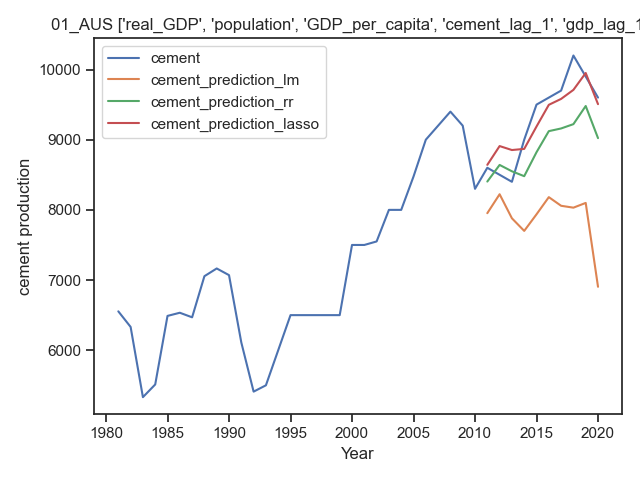 01_AUS ['real_GDP', 'population', 'GDP_per_capita', 'cement_lag_1', 'gdp_lag_1
cement
cement_prediction_lm
cement_prediction_rr
cement_prediction_lasso
10000
9000
8000
7000
6000
cement production
1980 1985 1990 1995 2000 2005 2010 2015 2020
Year